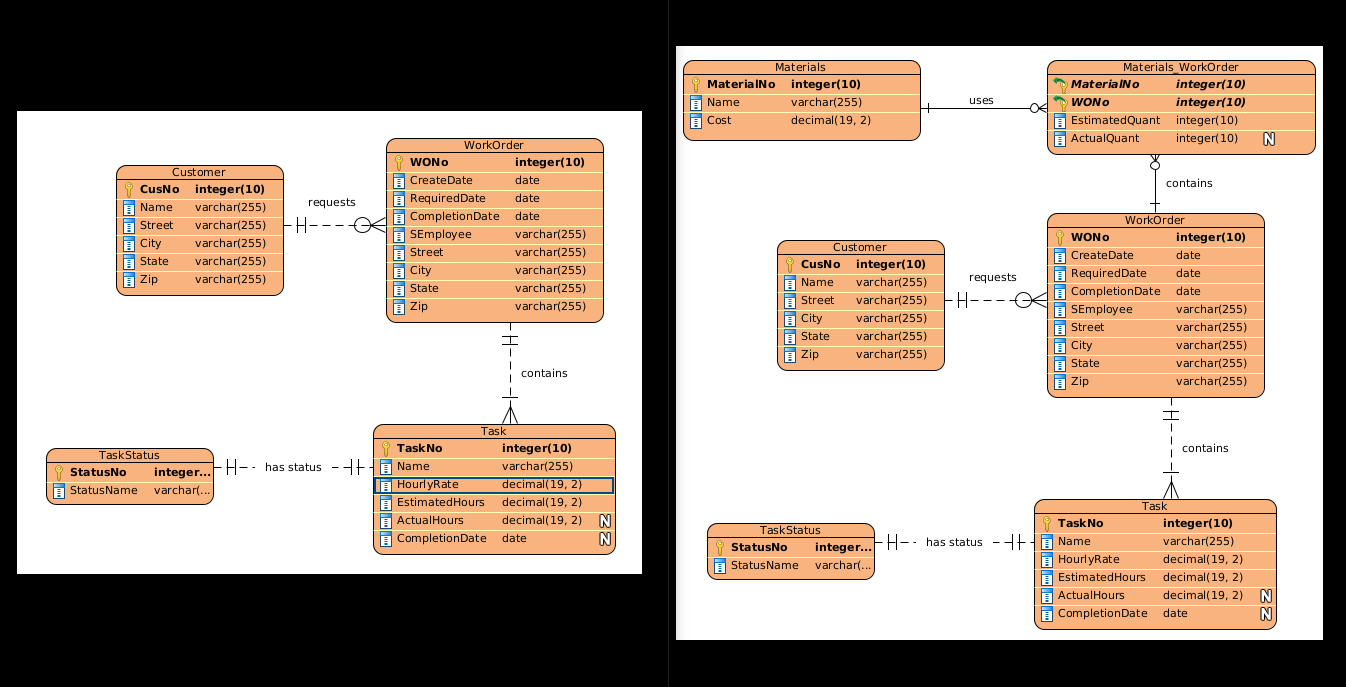 Customer
CusNo integer(10)
Name varchar(255)
Street varchar(255)
City varchar(255)
State varchar(255)
Zip varchar(255)
requests
WorkOrder
WONo integer(10)
CreateDate date
RequiredDate date
CompletionDate date
SEmployee varchar(255)
Street varchar(255)
City varchar(255)
State varchar(255)
Zip varchar(255)
contains
TaskStatus
StatusNo integer...
StatusName varchar(...
has status
Task
TaskNo integer(10)
Name varchar(255)
HourlyRate decimal(19, 2)
EstimatedHours decimal(19, 2)
ActualHours decimal(19, 2) N
CompletionDate date N
Materials
MaterialNo integer(10)
Name varchar(255)
Cost decimal(19, 2)
uses
Materials_WorkOrder
MaterialNo integer(10)
WONo integer(10)
EstimatedQuant integer(10)
ActualQuant integer(10) N
contains
Customer
CusNo integer(10)
Name varchar(255)
Street varchar(255)
City varchar(255)
State varchar(255)
Zip varchar(255)
requests
WorkOrder
WONo integer(10)
CreateDate date
RequiredDate date
CompletionDate date
SEmployee varchar(255)
Street varchar(255)
City varchar(255)
State varchar(255)
Zip varchar(255)
contains
TaskStatus
StatusNo integer...
StatusName varchar(...
has status
Task
TaskNo integer(10)
Name varchar(255)
HourlyRate decimal(19, 2)
EstimatedHours decimal(19, 2)
ActualHours decimal(19, 2) N
CompletionDate date N